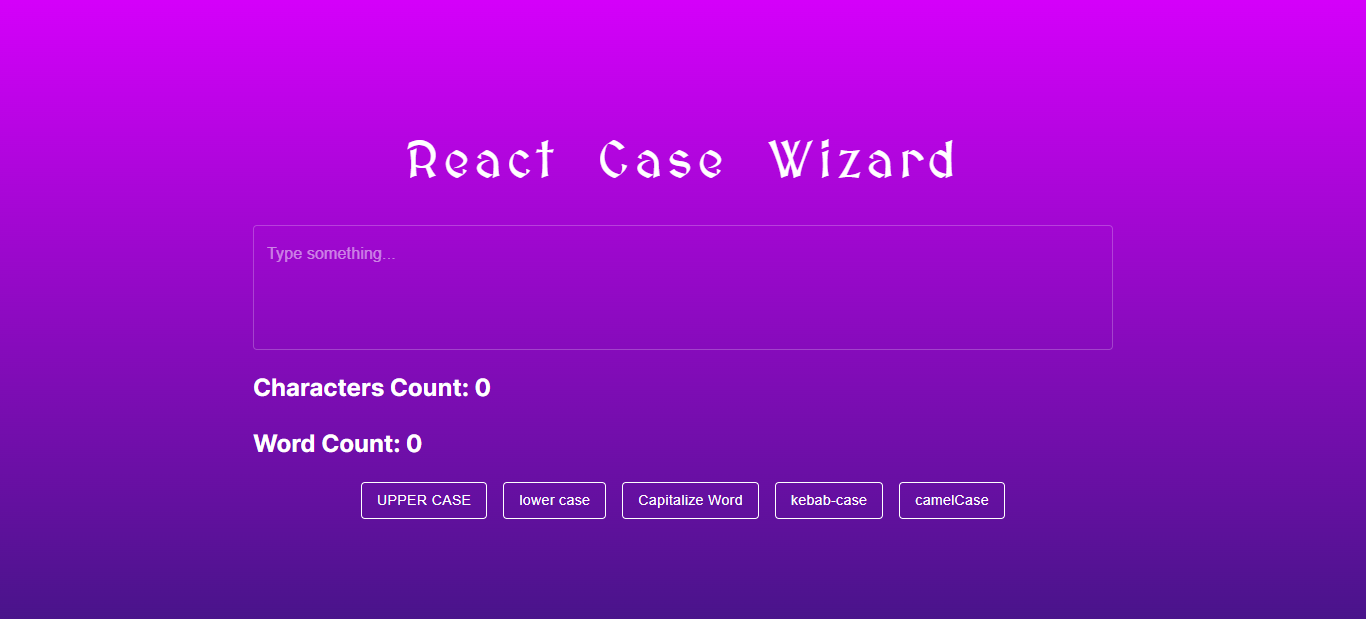 React Case Wizard
Type something...
Characters Count: 0
Word Count: 0
UPPER CASE lower case Capitalize Word kebab-case camelCase